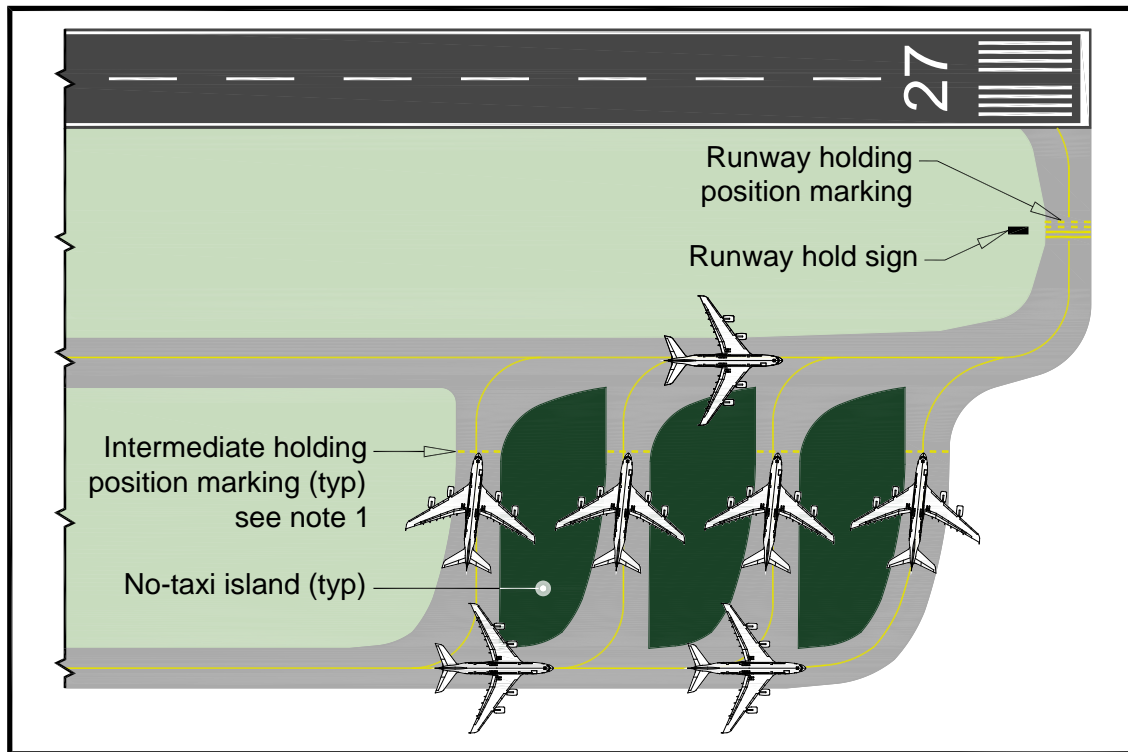 27
Runway holding
position marking
Runway hold sign
Intermediate holding
position marking (typ)
see note 1
No-taxi island (typ)